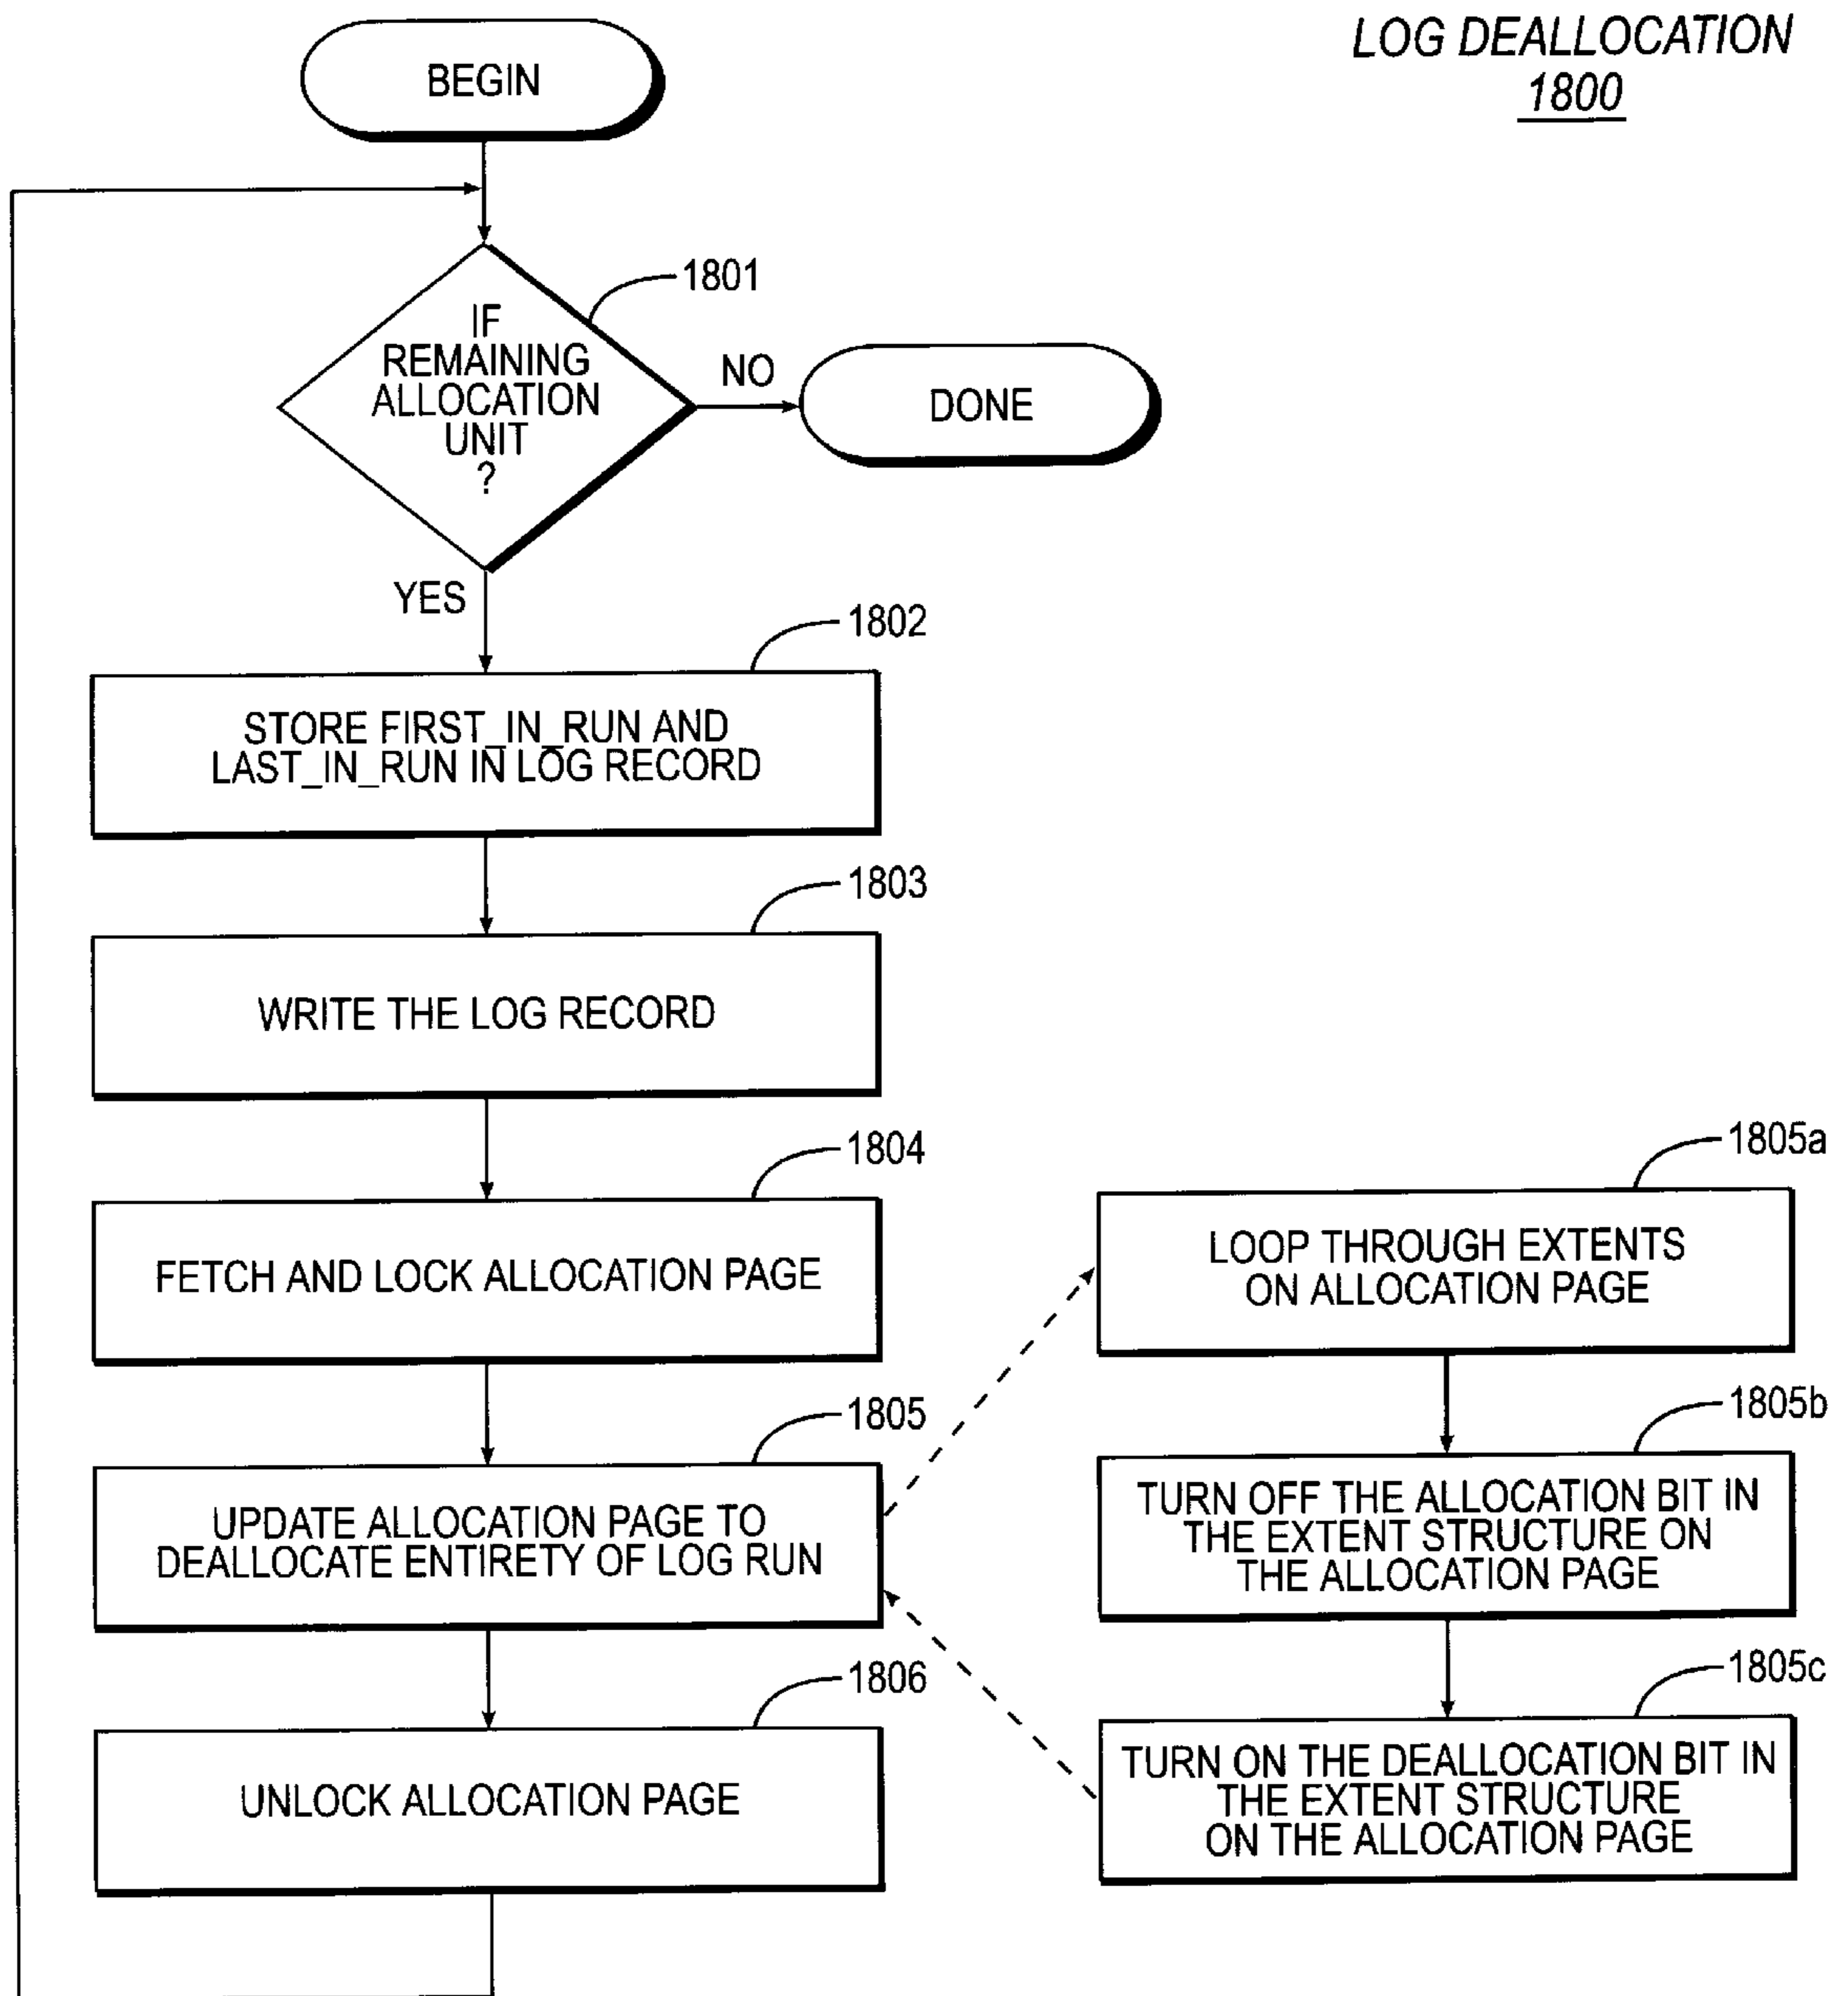 LOG DEALLOCATION
1800
BEGIN
1801
IF
REMAINING
ALLOCATION
UNIT
?
NO
DONE
YES
1802
STORE FIRST_IN_RUN AND
LAST_IN_RUN IN LOG RECORD
1803
WRITE THE LOG RECORD
1804
FETCH AND LOCK ALLOCATION PAGE
1805
UPDATE ALLOCATION PAGE TO
DEALLOCATE ENTIRETY OF LOG RUN
1806
UNLOCK ALLOCATION PAGE
1805a
LOOP THROUGH EXTENTS
ON ALLOCATION PAGE
1805b
TURN OFF THE ALLOCATION BIT IN
THE EXTENT STRUCTURE ON
THE ALLOCATION PAGE
1805c
TURN ON THE DEALLOCATION BIT IN
THE EXTENT STRUCTURE
ON THE ALLOCATION PAGE